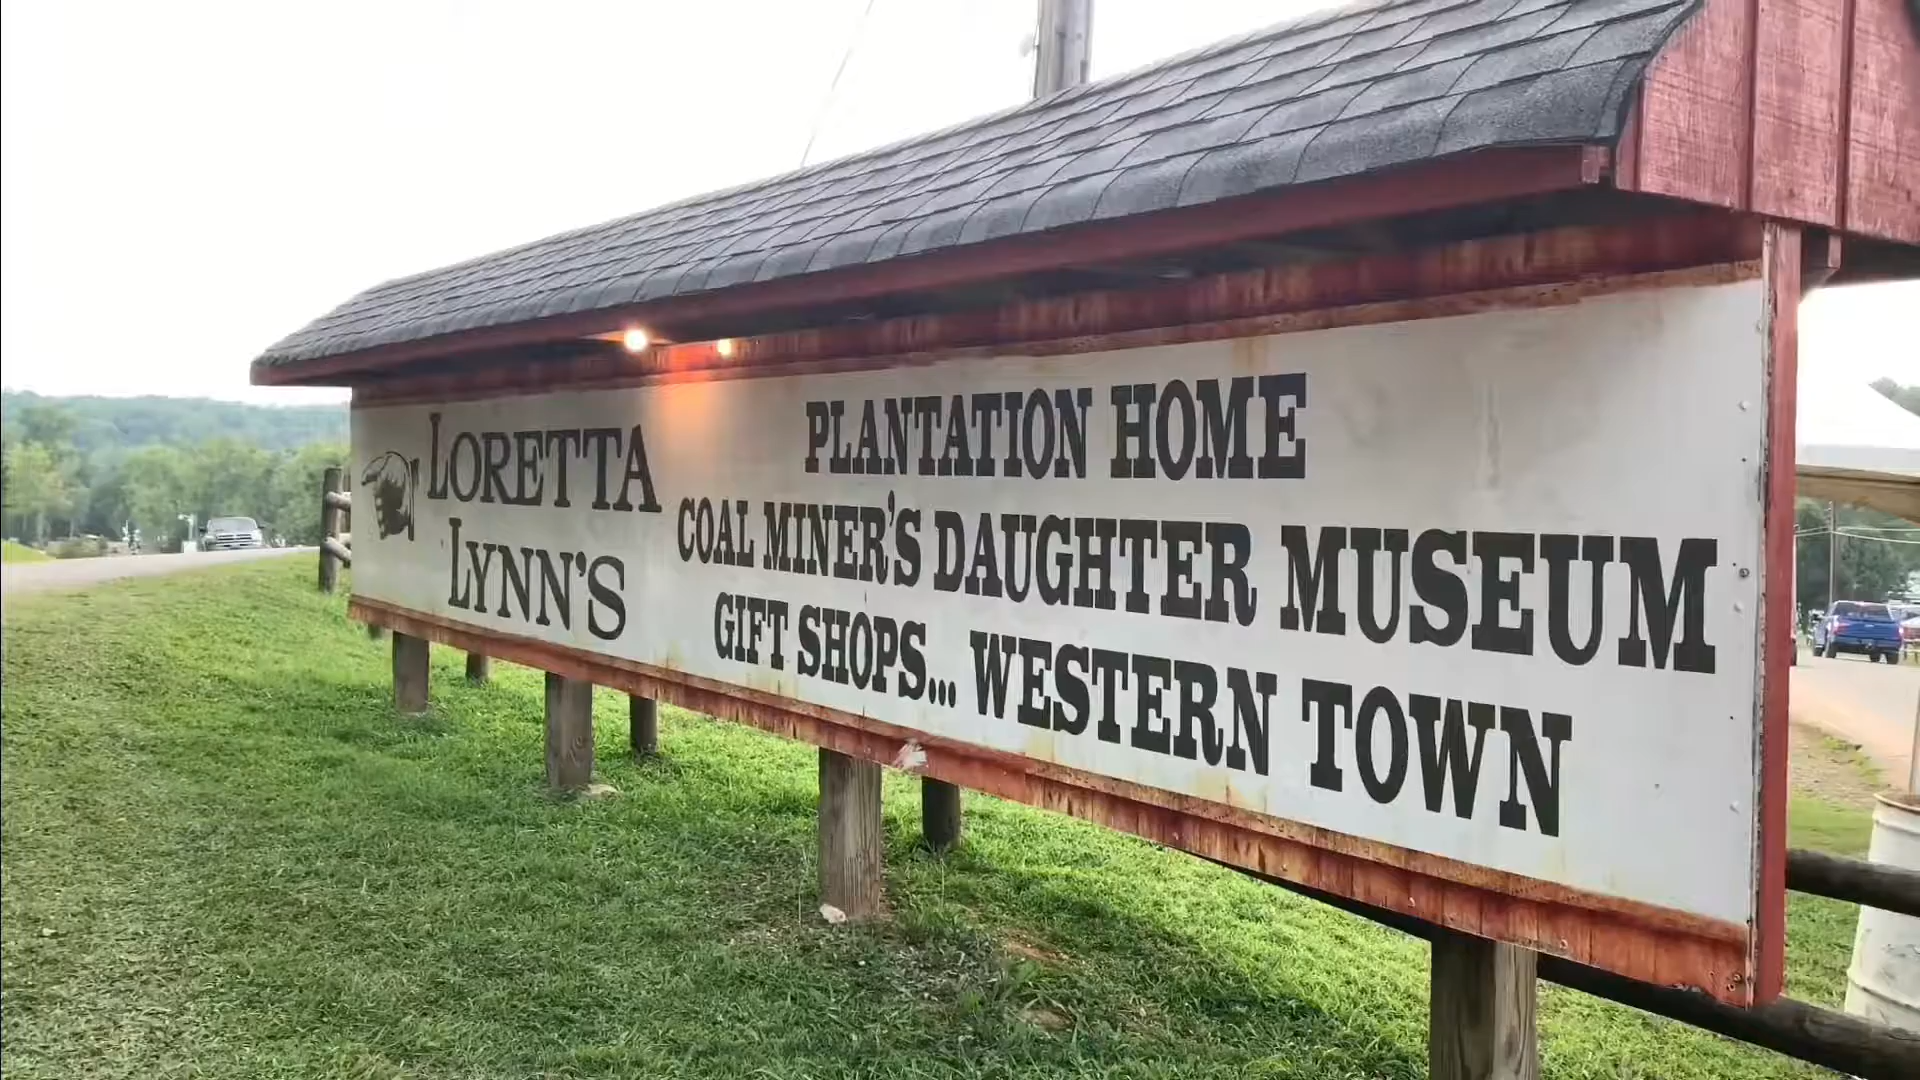 LORETTA
LYNN'S
PLANTATION HOME
COAL MINER'S DAUGHTER MUSEUM
GIFT SHOPS... WESTERN TOWN